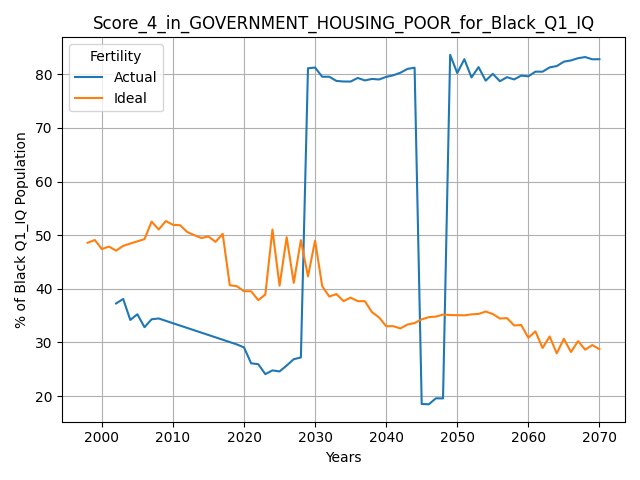 Score_4_in_GOVERNMENT_HOUSING_POOR_for_Black_Q1_IQ
Fertility
Actual
Ideal
% of Black Q1_IQ Population
80
70
60
50
40
30
20
2000 2010 2020 2030 2040 2050 2060 2070
Years